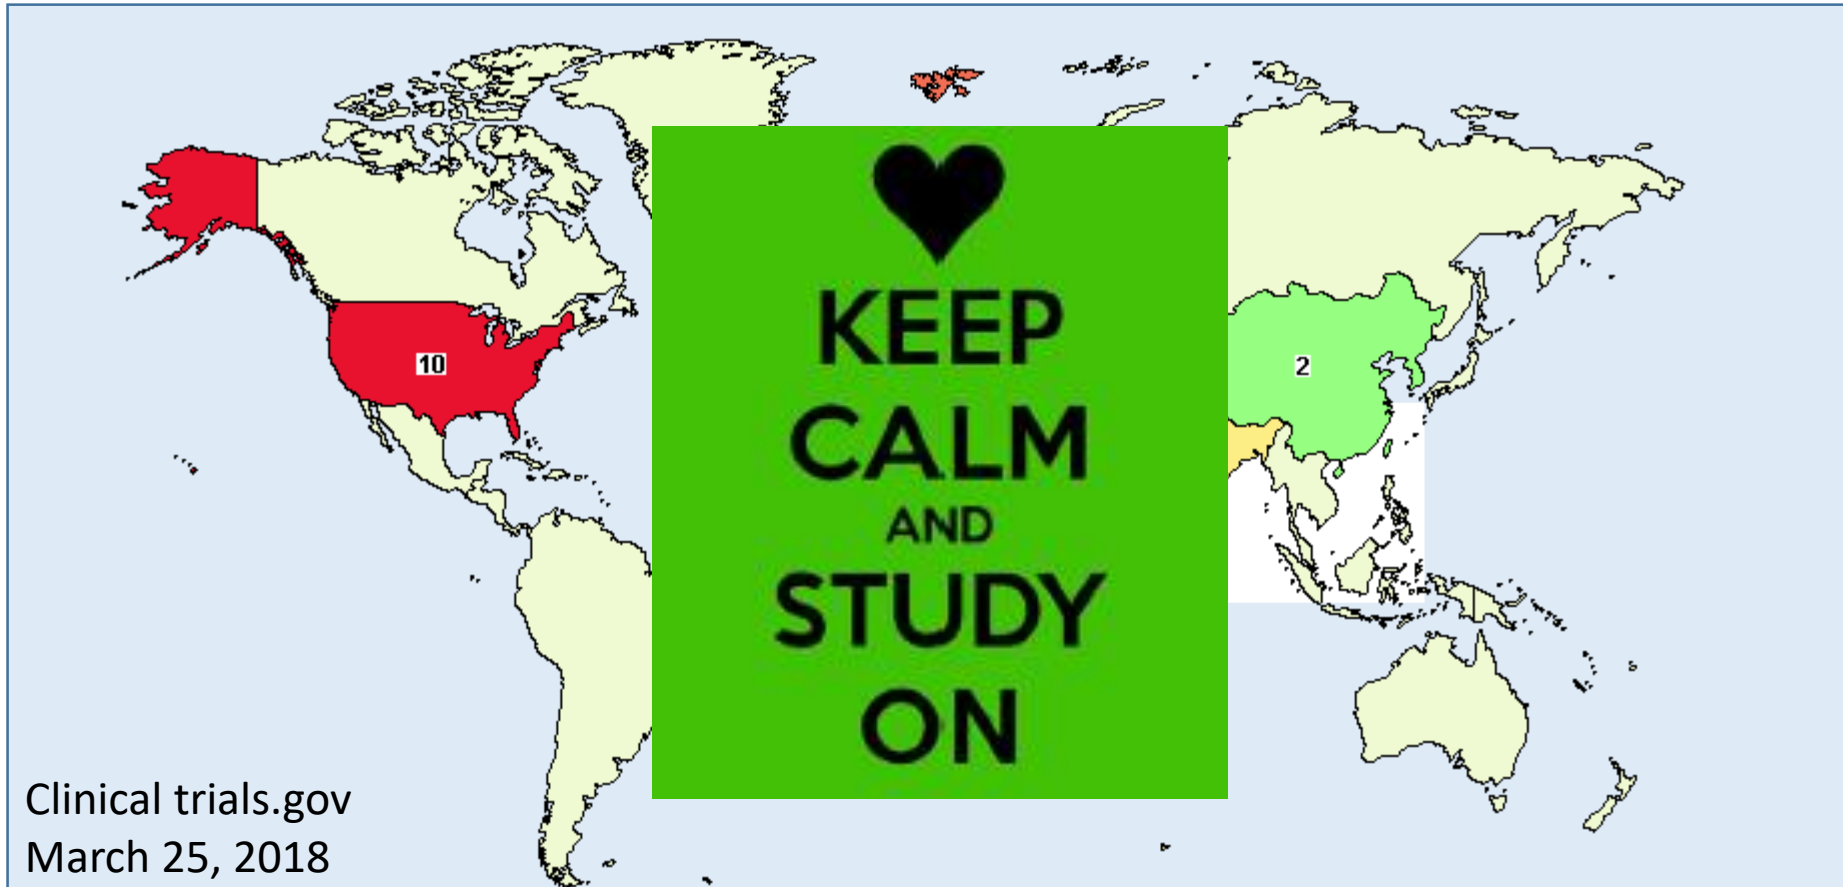 KEEP
CALM
AND
STUDY
ON
10
2
Clinical trials.gov
March 25, 2018